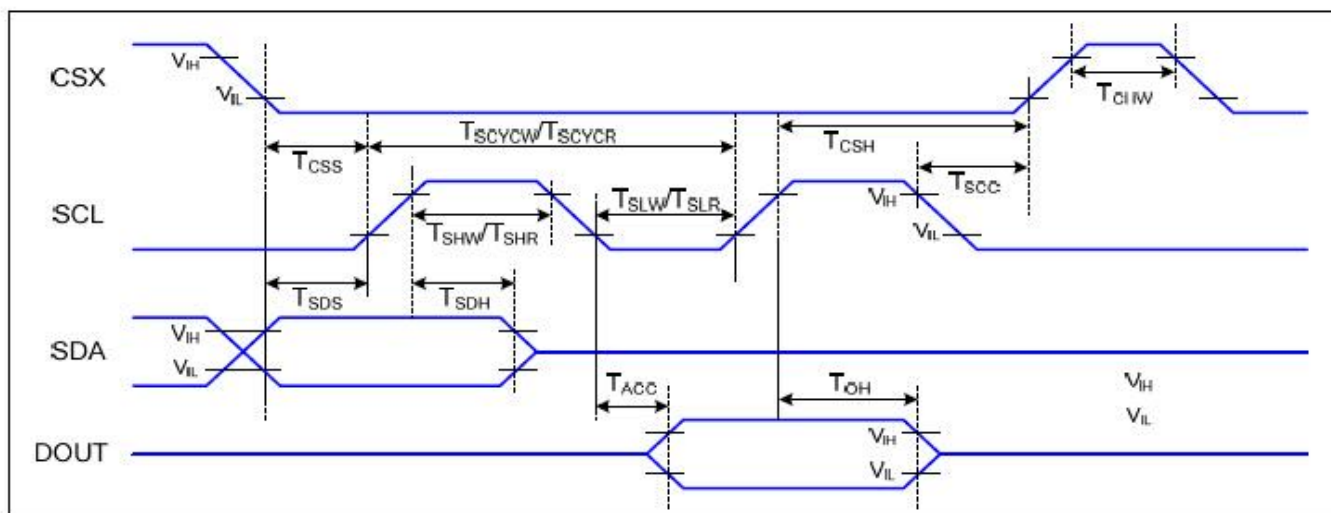 CSX
VIH
VIL
TCHW
TSCYCW/TSCYCR
TCSS
TCSH
TSCC
SCL
TSLW/TSLR
VIH
VIL
TSHW/TSHR
TSDS
TSDH
SDA
VIH
VIL
TACC
TOH
VIH
VIL
DOUT
VIH
VIL